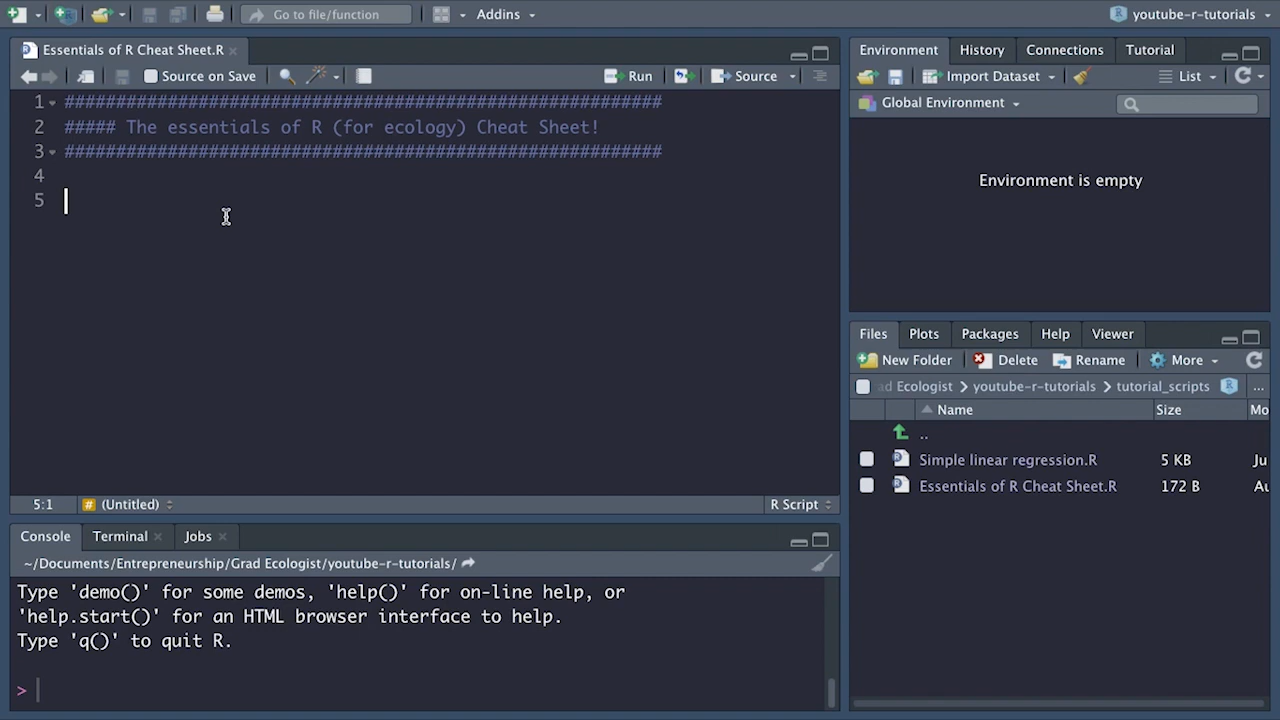 Go to file/function
Addins
youtube-r-tutorials
Essentials of R Cheat Sheet.R
Source on Save
Run
Source
1 ##########################################################
2 ##### The essentials of R (for ecology) Cheat Sheet!
3 ##########################################################
4
5
5:1
# (Untitled)
R Script
Console
Terminal
Jobs
~/Documents/Entrepreneurship/Grad Ecologist/youtube-r-tutorials/
Type 'demo()' for some demos, 'help()' for on-line help, or
'help.start()' for an HTML browser interface to help.
Type 'q()' to quit R.
>
Environment
History
Connections
Tutorial
Import Dataset
List
Global Environment
Environment is empty
Files
Plots
Packages
Help
Viewer
New Folder
Delete
Rename
More
ad Ecologist > youtube-r-tutorials > tutorial_scripts
...
Name
Size
Mo
..
Simple linear regression.R 5 KB Ju
Essentials of R Cheat Sheet.R 172 B Au